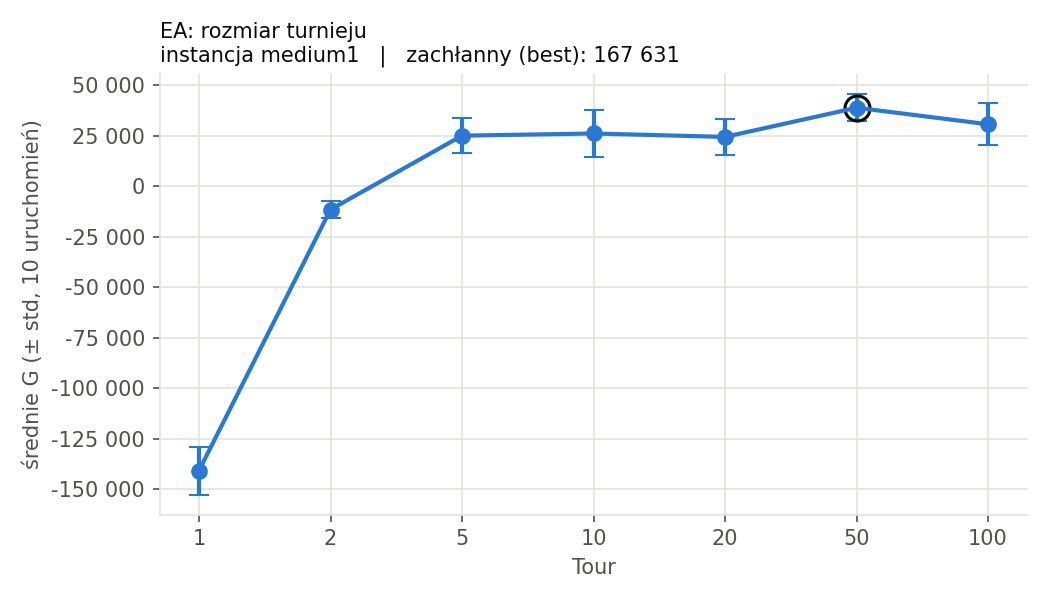 EA: rozmiar turnieju
instancja medium1 | zachłanny (best): 167 631
50 000
25 000
0
-25 000
-50 000
-75 000
-100 000
-125 000
-150 000
średnie G (± std, 10 uruchomień)
1 2 5 10 20 50 100
Tour